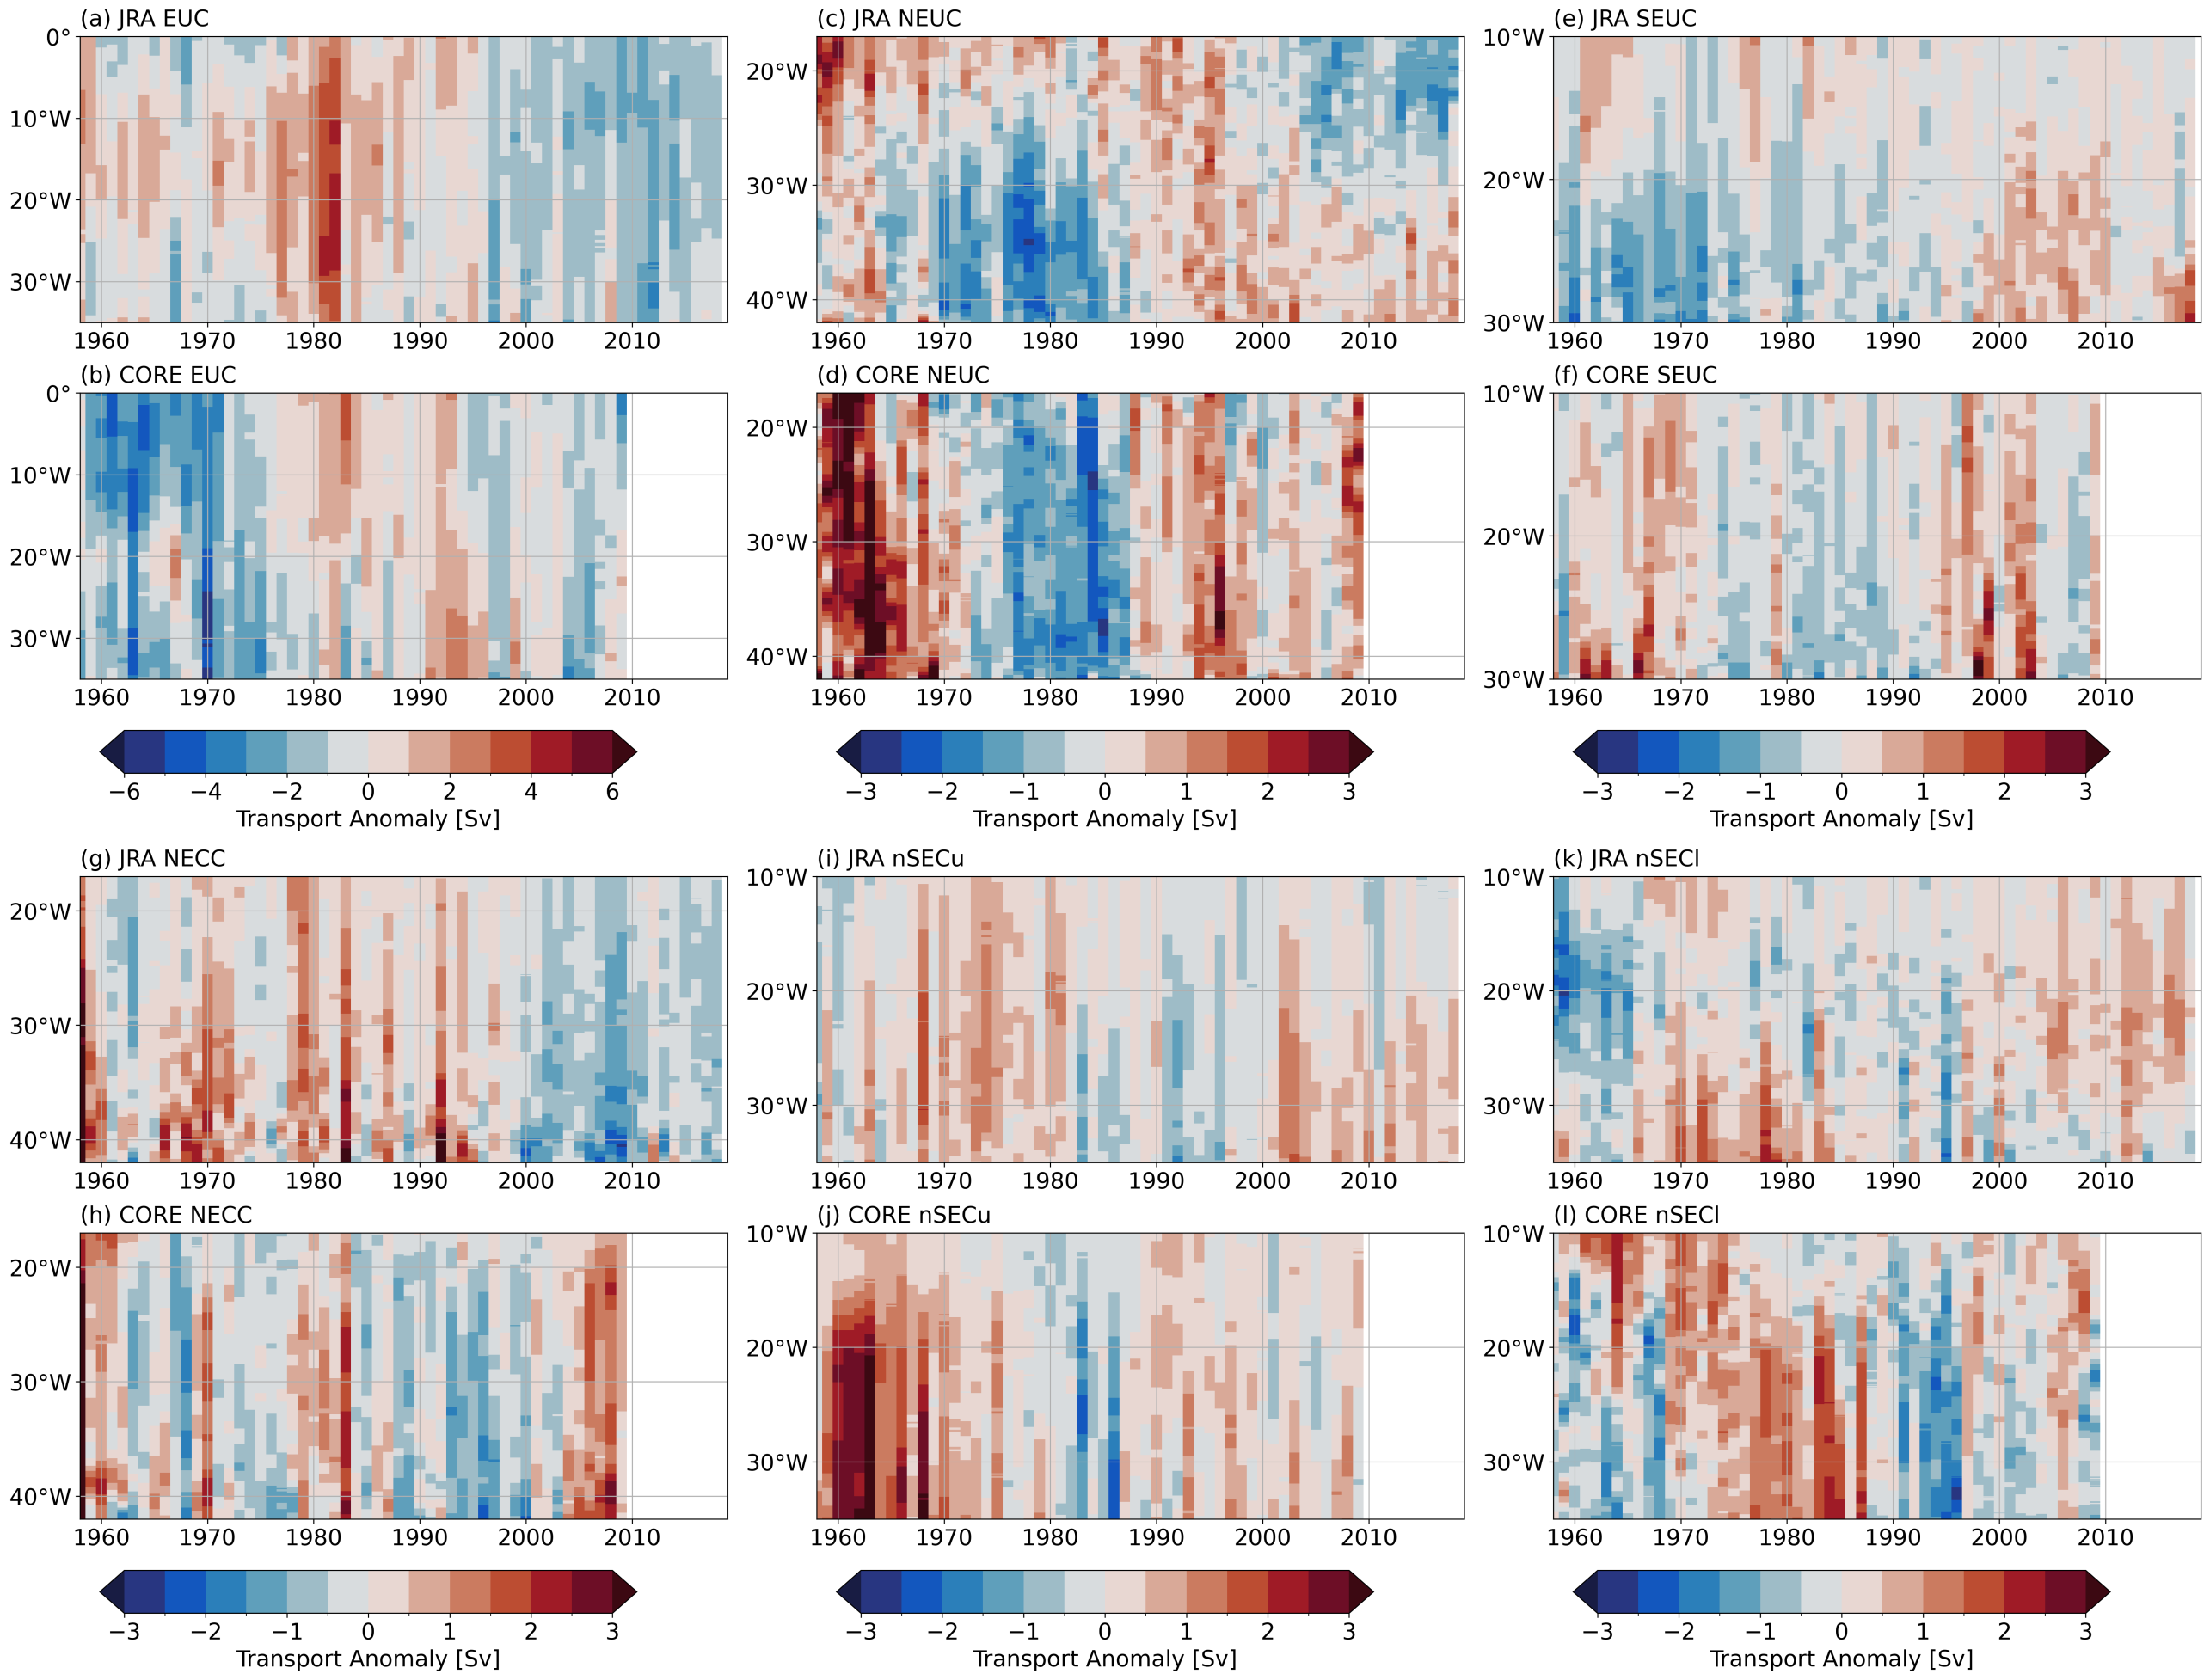 (a) JRA EUC
0°
10°W
20°W
30°W
1960 1970 1980 1990 2000 2010
(c) JRA NEUC
20°W
30°W
40°W
1960 1970 1980 1990 2000 2010
(e) JRA SEUC
10°W
20°W
30°W
1960 1970 1980 1990 2000 2010
(b) CORE EUC
0°
10°W
20°W
30°W
1960 1970 1980 1990 2000 2010
(d) CORE NEUC
20°W
30°W
40°W
1960 1970 1980 1990 2000 2010
(f) CORE SEUC
10°W
20°W
30°W
1960 1970 1980 1990 2000 2010
−6 −4 −2 0 2 4 6
Transport Anomaly [Sv]
−3 −2 −1 0 1 2 3
Transport Anomaly [Sv]
−3 −2 −1 0 1 2 3
Transport Anomaly [Sv]
(g) JRA NECC
20°W
30°W
40°W
1960 1970 1980 1990 2000 2010
(i) JRA nSECu
10°W
20°W
30°W
1960 1970 1980 1990 2000 2010
(k) JRA nSECl
10°W
20°W
30°W
1960 1970 1980 1990 2000 2010
(h) CORE NECC
20°W
30°W
40°W
1960 1970 1980 1990 2000 2010
(j) CORE nSECu
10°W
20°W
30°W
1960 1970 1980 1990 2000 2010
(l) CORE nSECl
10°W
20°W
30°W
1960 1970 1980 1990 2000 2010
−3 −2 −1 0 1 2 3
Transport Anomaly [Sv]
−3 −2 −1 0 1 2 3
Transport Anomaly [Sv]
−3 −2 −1 0 1 2 3
Transport Anomaly [Sv]